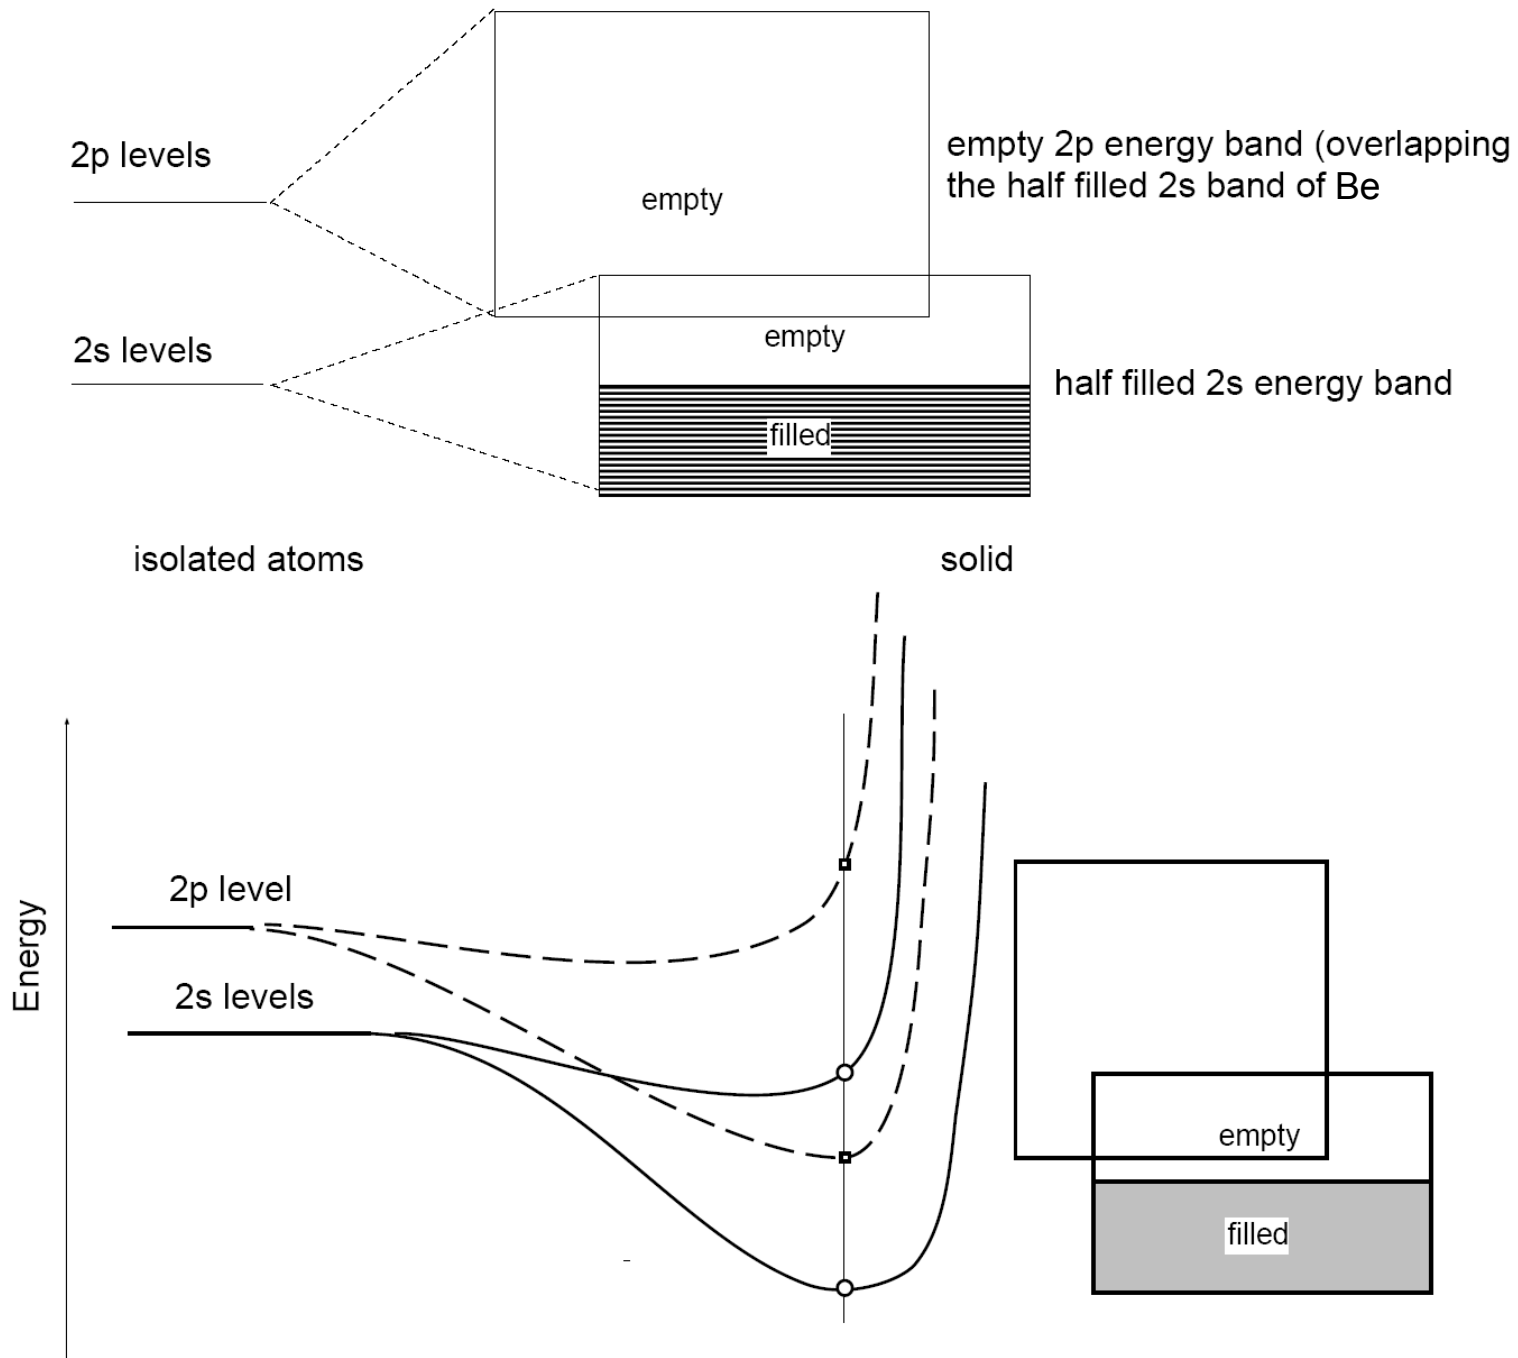 2p levels
empty
empty 2p energy band (overlapping
the half filled 2s band of Be
2s levels
empty
half filled 2s energy band
filled
isolated atoms
solid
Energy
2p level
2s levels
empty
filled